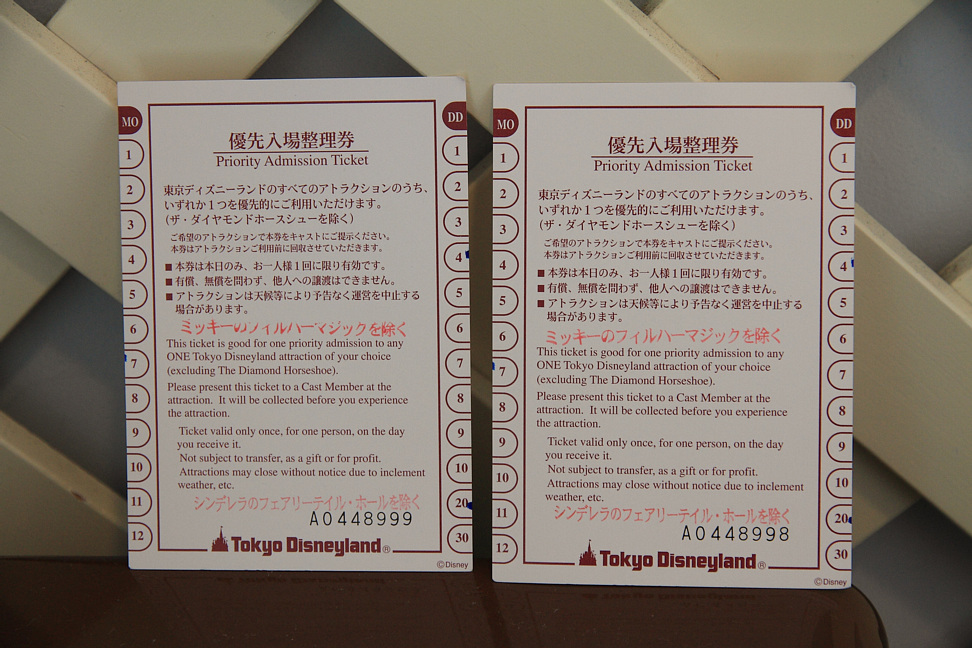 MO
DD
1
2
3
4
5
6
7
8
9
10
11
12
1
2
3
4
5
6
7
8
9
10
20
30
優先入場整理券
Priority Admission Ticket
東京ディズニーランドのすべてのアトラクションのうち、
いずれか1つを優先的にご利用いただけます。
(ザ・ダイヤモンドホースシューを除く)
ご希望のアトラクションで本券をキャストにご提示ください。
本券はアトラクションご利用前に回収させていただきます。
■本券は本日のみ、お一人様1回に限り有効です。
■有償、無償を問わず、他人への譲渡はできません。
■アトラクションは天候等により予告なく運営を中止する
場合があります。
ミッキーのフィルハーマジックを除く
This ticket is good for one priority admission to any
ONE Tokyo Disneyland attraction of your choice
(excluding The Diamond Horseshoe).
Please present this ticket to a Cast Member at the
attraction. It will be collected before you experience
the attraction.
Ticket valid only once, for one person, on the day
you receive it.
Not subject to transfer, as a gift or for profit.
Attractions may close without notice due to inclement
weather, etc.
シンデレラのフェアリーテイル・ホールを除く
A0448999
Tokyo Disneyland®
©Disney
MO
DD
1
2
3
4
5
6
7
8
9
10
11
12
1
2
3
4
5
6
7
8
9
10
20
30
優先入場整理券
Priority Admission Ticket
東京ディズニーランドのすべてのアトラクションのうち、
いずれか1つを優先的にご利用いただけます。
(ザ・ダイヤモンドホースシューを除く)
ご希望のアトラクションで本券をキャストにご提示ください。
本券はアトラクションご利用前に回収させていただきます。
■本券は本日のみ、お一人様1回に限り有効です。
■有償、無償を問わず、他人への譲渡はできません。
■アトラクションは天候等により予告なく運営を中止する
場合があります。
ミッキーのフィルハーマジックを除く
This ticket is good for one priority admission to any
ONE Tokyo Disneyland attraction of your choice
(excluding The Diamond Horseshoe).
Please present this ticket to a Cast Member at the
attraction. It will be collected before you experience
the attraction.
Ticket valid only once, for one person, on the day
you receive it.
Not subject to transfer, as a gift or for profit.
Attractions may close without notice due to inclement
weather, etc.
シンデレラのフェアリーテイル・ホールを除く
A0448998
Tokyo Disneyland®
©Disney